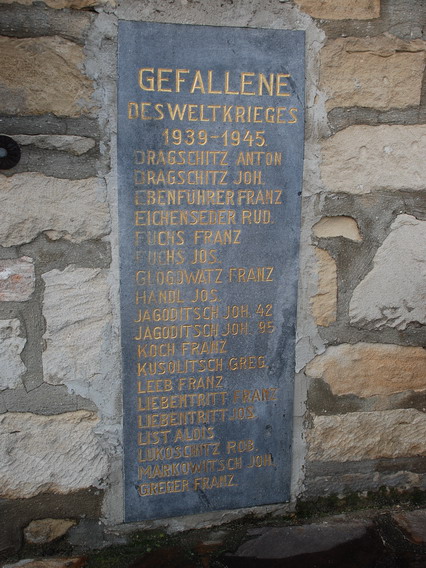 GEFALLENE
DES WELTKRIEGES
1939-1945.
DRAGSCHITZ ANTON
DRAGSCHITZ JOH.
EBENFÜHRER FRANZ
EICHENSEDER RUD.
FUCHS FRANZ
FUCHS JOS.
GLOGOWATZ FRANZ
HANDL JOS.
JAGODITSCH JOH. 42
JAGODITSCH JOH. 95
KOCH FRANZ
KUSOLITSCH GREG.
LEEB FRANZ
LIEBENTRITT FRANZ
LIEBENTRITT JOS.
LIST ALOIS
LUKOSCHITZ ROB.
MARKOWITSCH JOH.
GREGER FRANZ.